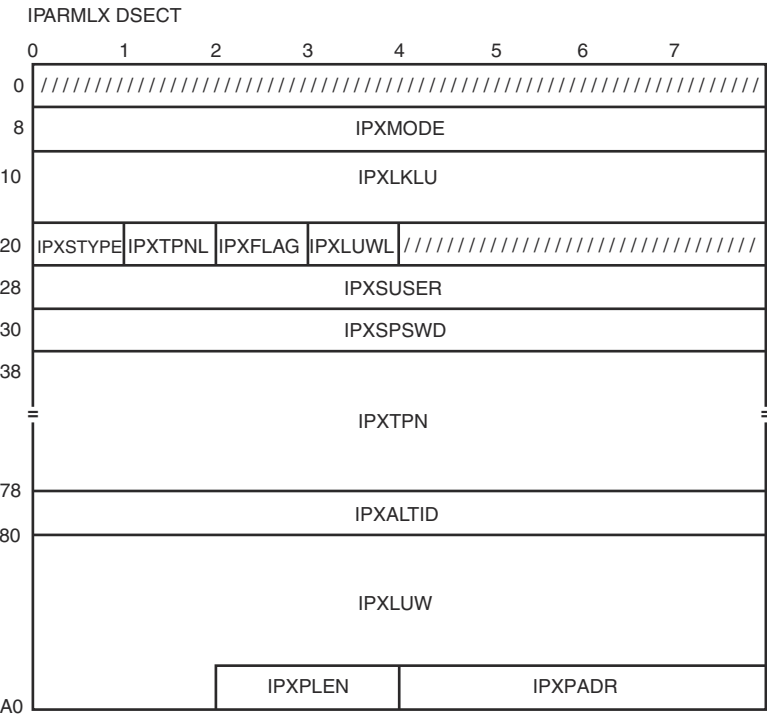 IPARMLX DSECT
0 1 2 3 4 5 6 7
0 ////////////////////////////////////////////////////////////////////
8 IPXMODE
10 IPXLKLU
20 IPXSTYPE IPXTPNL IPXFLAG IPXLUWL /////////////////////////////////
28 IPXSUSER
30 IPXSPSWD
38
= =
IPXTPN
78
IPXALTID
80
IPXLUW
IPXPLEN IPXPADR
A0